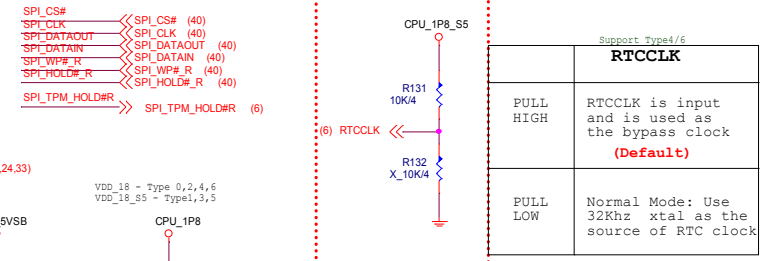 SPI_CS#
SPI_CLK
SPI_DATAOUT
SPI_DATAIN
SPI_WP#_R
SPI_HOLD#_R
SPI_TPM_HOLD#R
SPI_CS# (40)
SPI_CLK (40)
SPI_DATAOUT (40)
SPI_DATAIN (40)
SPI_WP#_R (40)
SPI_HOLD#_R (40)
SPI_TPM_HOLD#R (6)
,24,33)
VDD_18 - Type 0,2,4,6
VDD_18_S5 - Type1,3,5
5VSB
CPU_1P8
CPU_1P8_S5
R131
10K/4
(6) RTCCLK
R132
X_10K/4
Support Type4/6
RTCCLK
PULL
HIGH
RTCCLK is input
and is used as
the bypass clock
(Default)
PULL
LOW
Normal Mode: Use
32Khz xtal as the
source of RTC clock